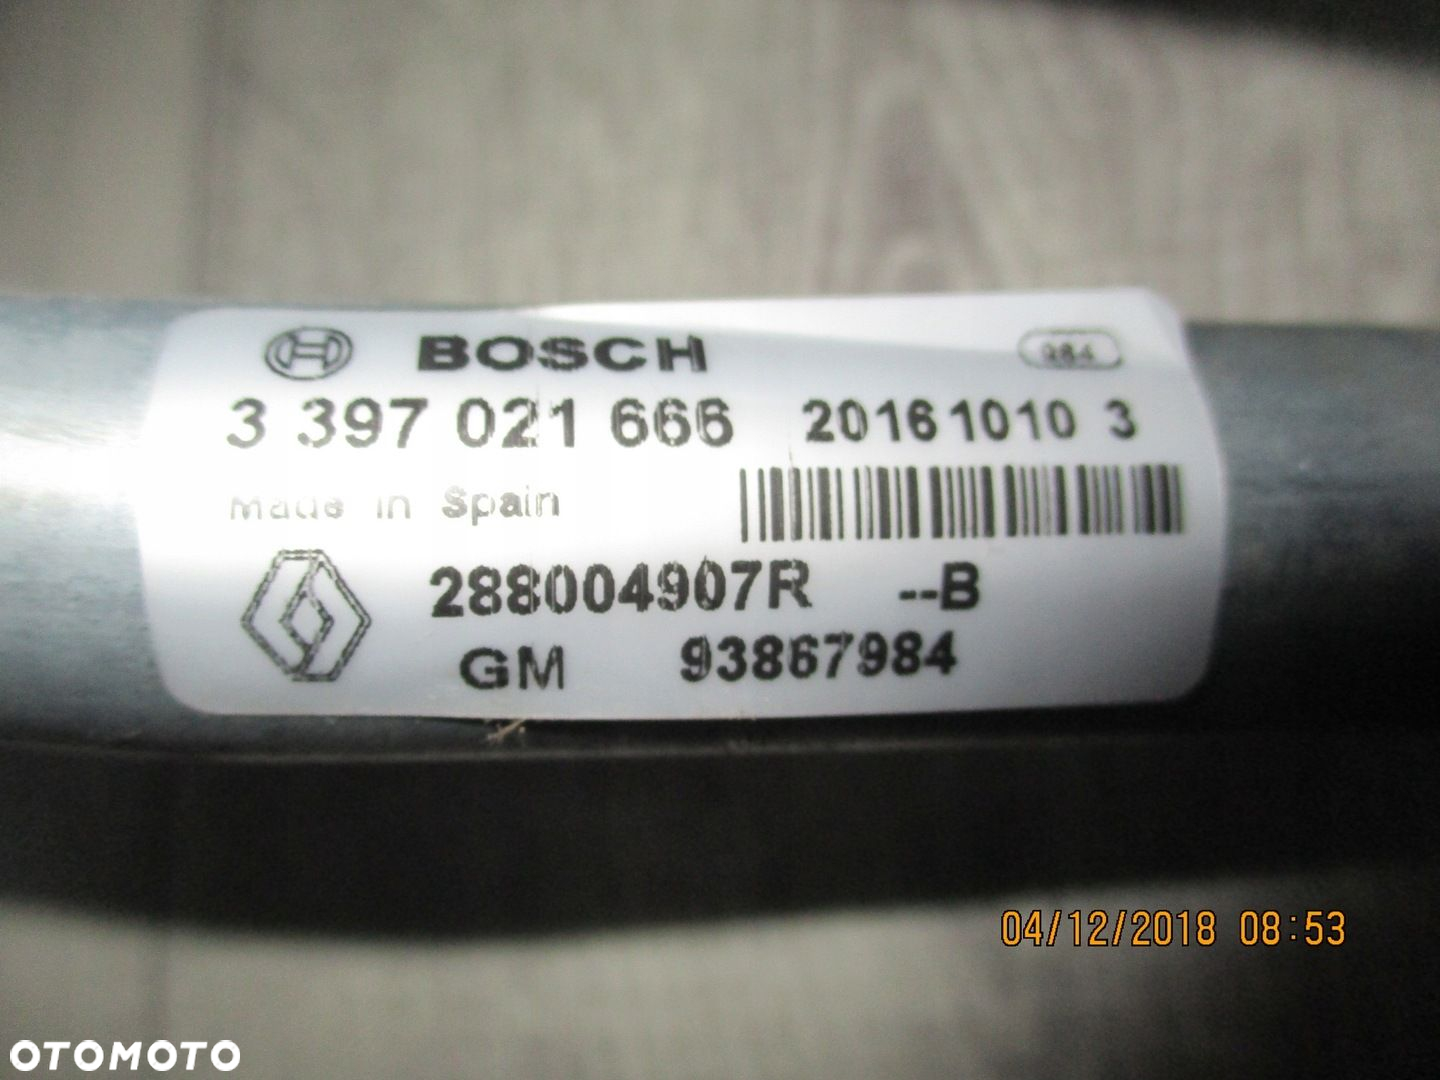 BOSCH 984
3 397 021 666 20161010 3
Made in Spain
288004907R --B
GM 93867984
04/12/2018 08:53
OTOMOTO